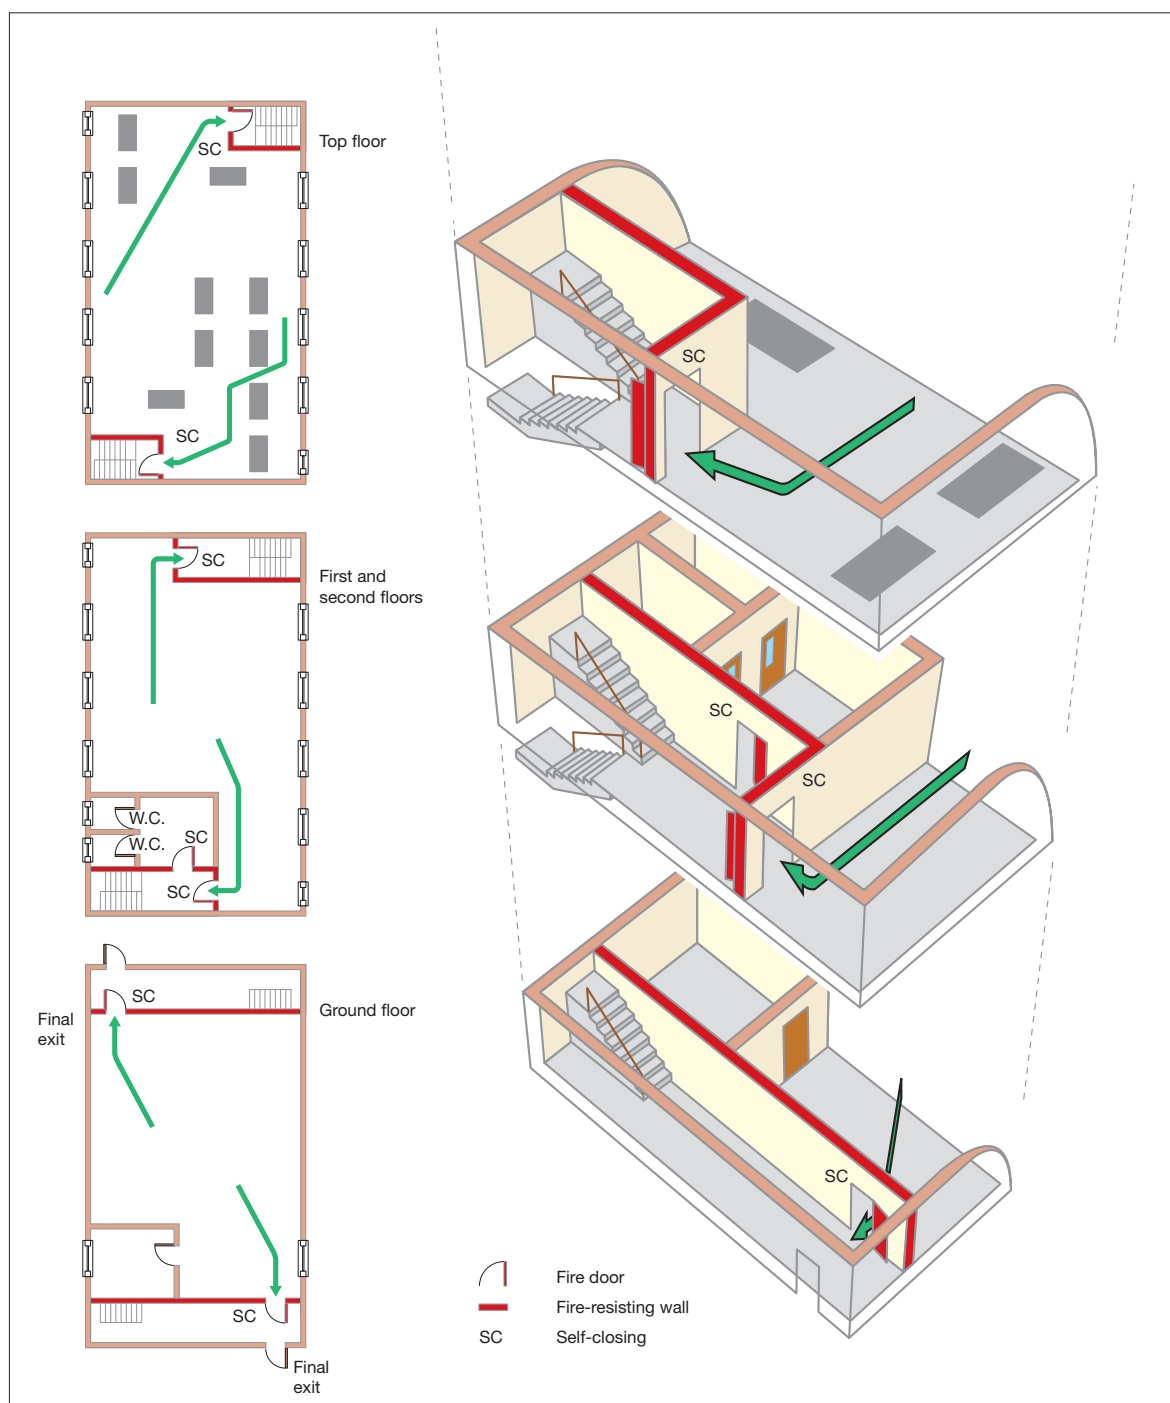 Top floor
SC
SC
SC
First and
second floors
SC
W.C.
W.C.
SC
SC
SC
SC
SC
Ground floor
Final
exit
SC
SC
Final
exit
Fire door
Fire-resisting wall
SC
Self-closing